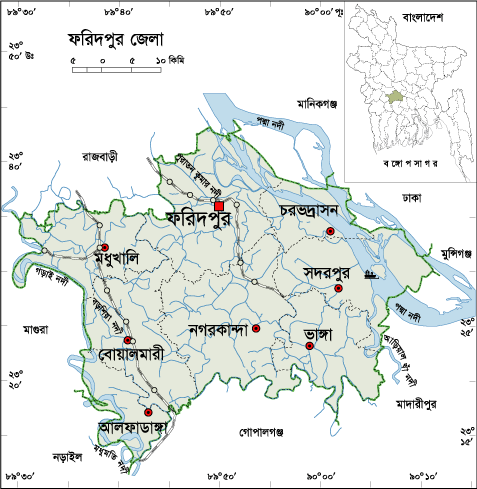 ৮৯°৩০′ ৮৯°৪০′ ৮৯°৫০′ ৯০°০০′ পূঃ
২৩°
৫০′ উঃ
ফরিদপুর জেলা
৫ ০ ৫ ১০ কিমি
বাংলাদেশ
বঙ্গোপসাগর
মানিকগঞ্জ
পদ্মা নদী
২৩°
৪০′
রাজবাড়ী
পুরাতন কুমার নদী
ঢাকা
ফরিদপুর
চরভদ্রাসন
মধুখালি
মুন্সিগঞ্জ
গড়াই নদী
সদরপুর
বড়শিয়া নদী
পদ্মা নদী
মাগুরা
নগরকান্দা
ভাঙ্গা
২৩°
২৫′
বোয়ালমারী
আড়িয়াল খাঁ নদী
২৩°
২০′
মাদারীপুর
আলফাডাঙ্গা
গোপালগঞ্জ
২৩°
১৫′
নড়াইল
মধুমতি নদী
৮৯°৩০′ ৮৯°৫০′ ৯০°০০′ ৯০°১০′